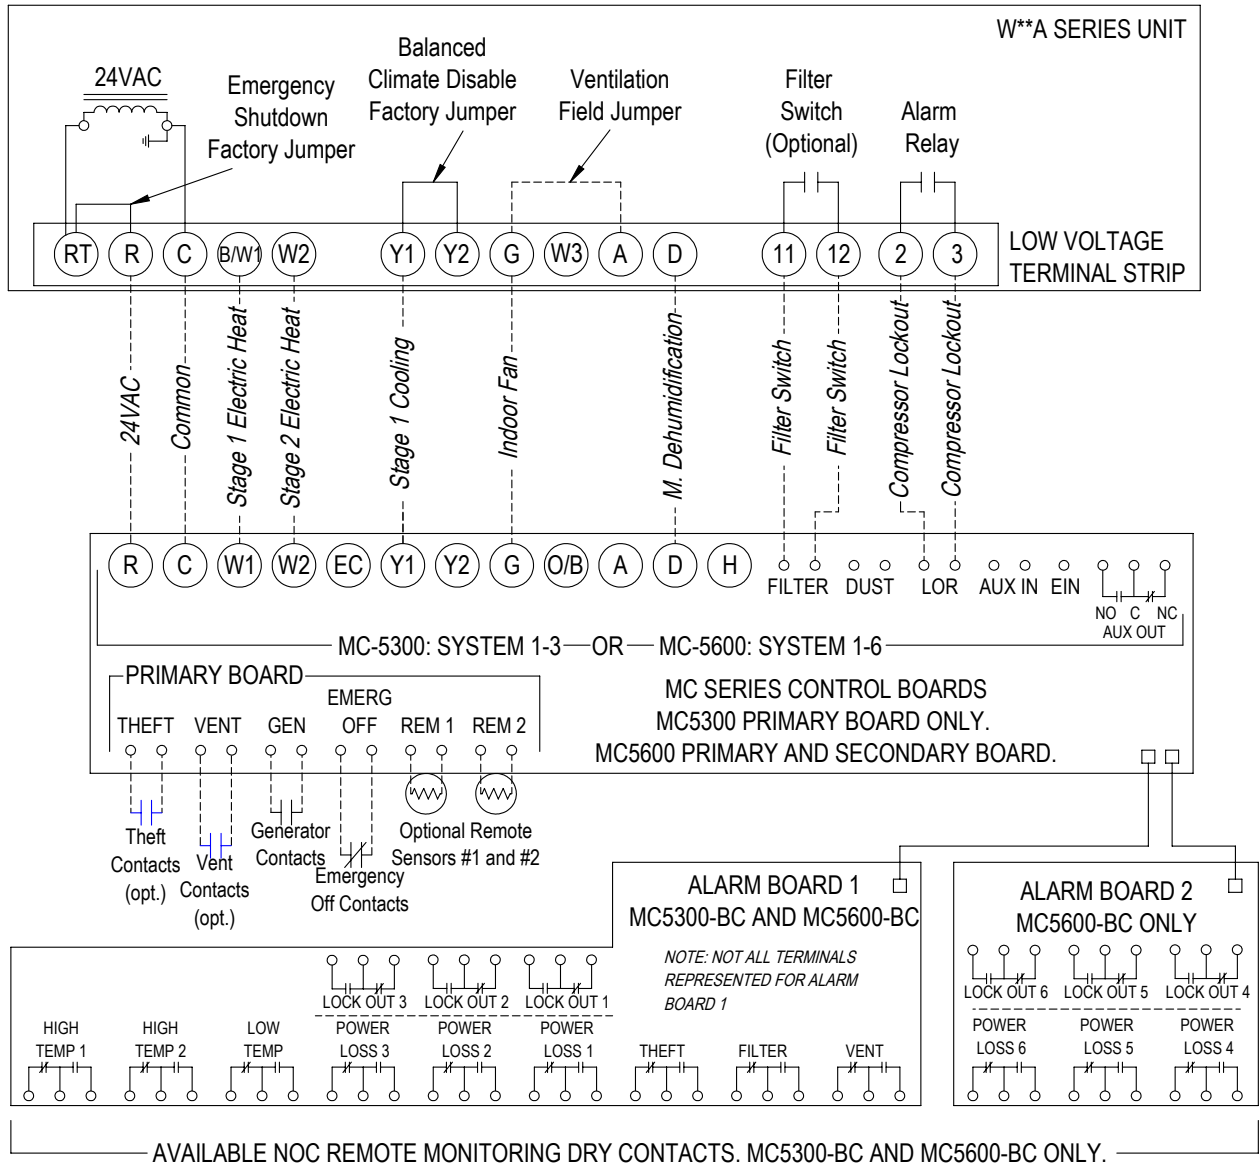 W**A SERIES UNIT
24VAC
Emergency
Shutdown
Factory Jumper
Balanced
Climate Disable
Factory Jumper
Ventilation
Field Jumper
Filter
Switch
(Optional)
Alarm
Relay
RT R C B/W1 W2 Y1 Y2 G W3 A D 11 12 2 3
LOW VOLTAGE
TERMINAL STRIP
24VAC
Common
Stage 1 Electric Heat
Stage 2 Electric Heat
Stage 1 Cooling
Indoor Fan
M. Dehumidification
Filter Switch
Filter Switch
Compressor Lockout
Compressor Lockout
R C W1 W2 EC Y1 Y2 G O/B A D H
FILTER DUST LOR AUX IN EIN
NO C NC
AUX OUT
MC-5300: SYSTEM 1-3 OR MC-5600: SYSTEM 1-6
PRIMARY BOARD
THEFT VENT GEN
EMERG
OFF
REM 1 REM 2
MC SERIES CONTROL BOARDS
MC5300 PRIMARY BOARD ONLY.
MC5600 PRIMARY AND SECONDARY BOARD.
Theft
Contacts
(opt.)
Vent
Contacts
(opt.)
Generator
Contacts
Emergency
Off Contacts
Optional Remote
Sensors #1 and #2
ALARM BOARD 1
MC5300-BC AND MC5600-BC
NOTE: NOT ALL TERMINALS
REPRESENTED FOR ALARM
BOARD 1
ALARM BOARD 2
MC5600-BC ONLY
LOCK OUT 3 LOCK OUT 2 LOCK OUT 1
HIGH
TEMP 1
HIGH
TEMP 2
LOW
TEMP
POWER
LOSS 3
POWER
LOSS 2
POWER
LOSS 1
THEFT
FILTER
VENT
LOCK OUT 6 LOCK OUT 5 LOCK OUT 4
POWER
LOSS 6
POWER
LOSS 5
POWER
LOSS 4
AVAILABLE NOC REMOTE MONITORING DRY CONTACTS. MC5300-BC AND MC5600-BC ONLY.